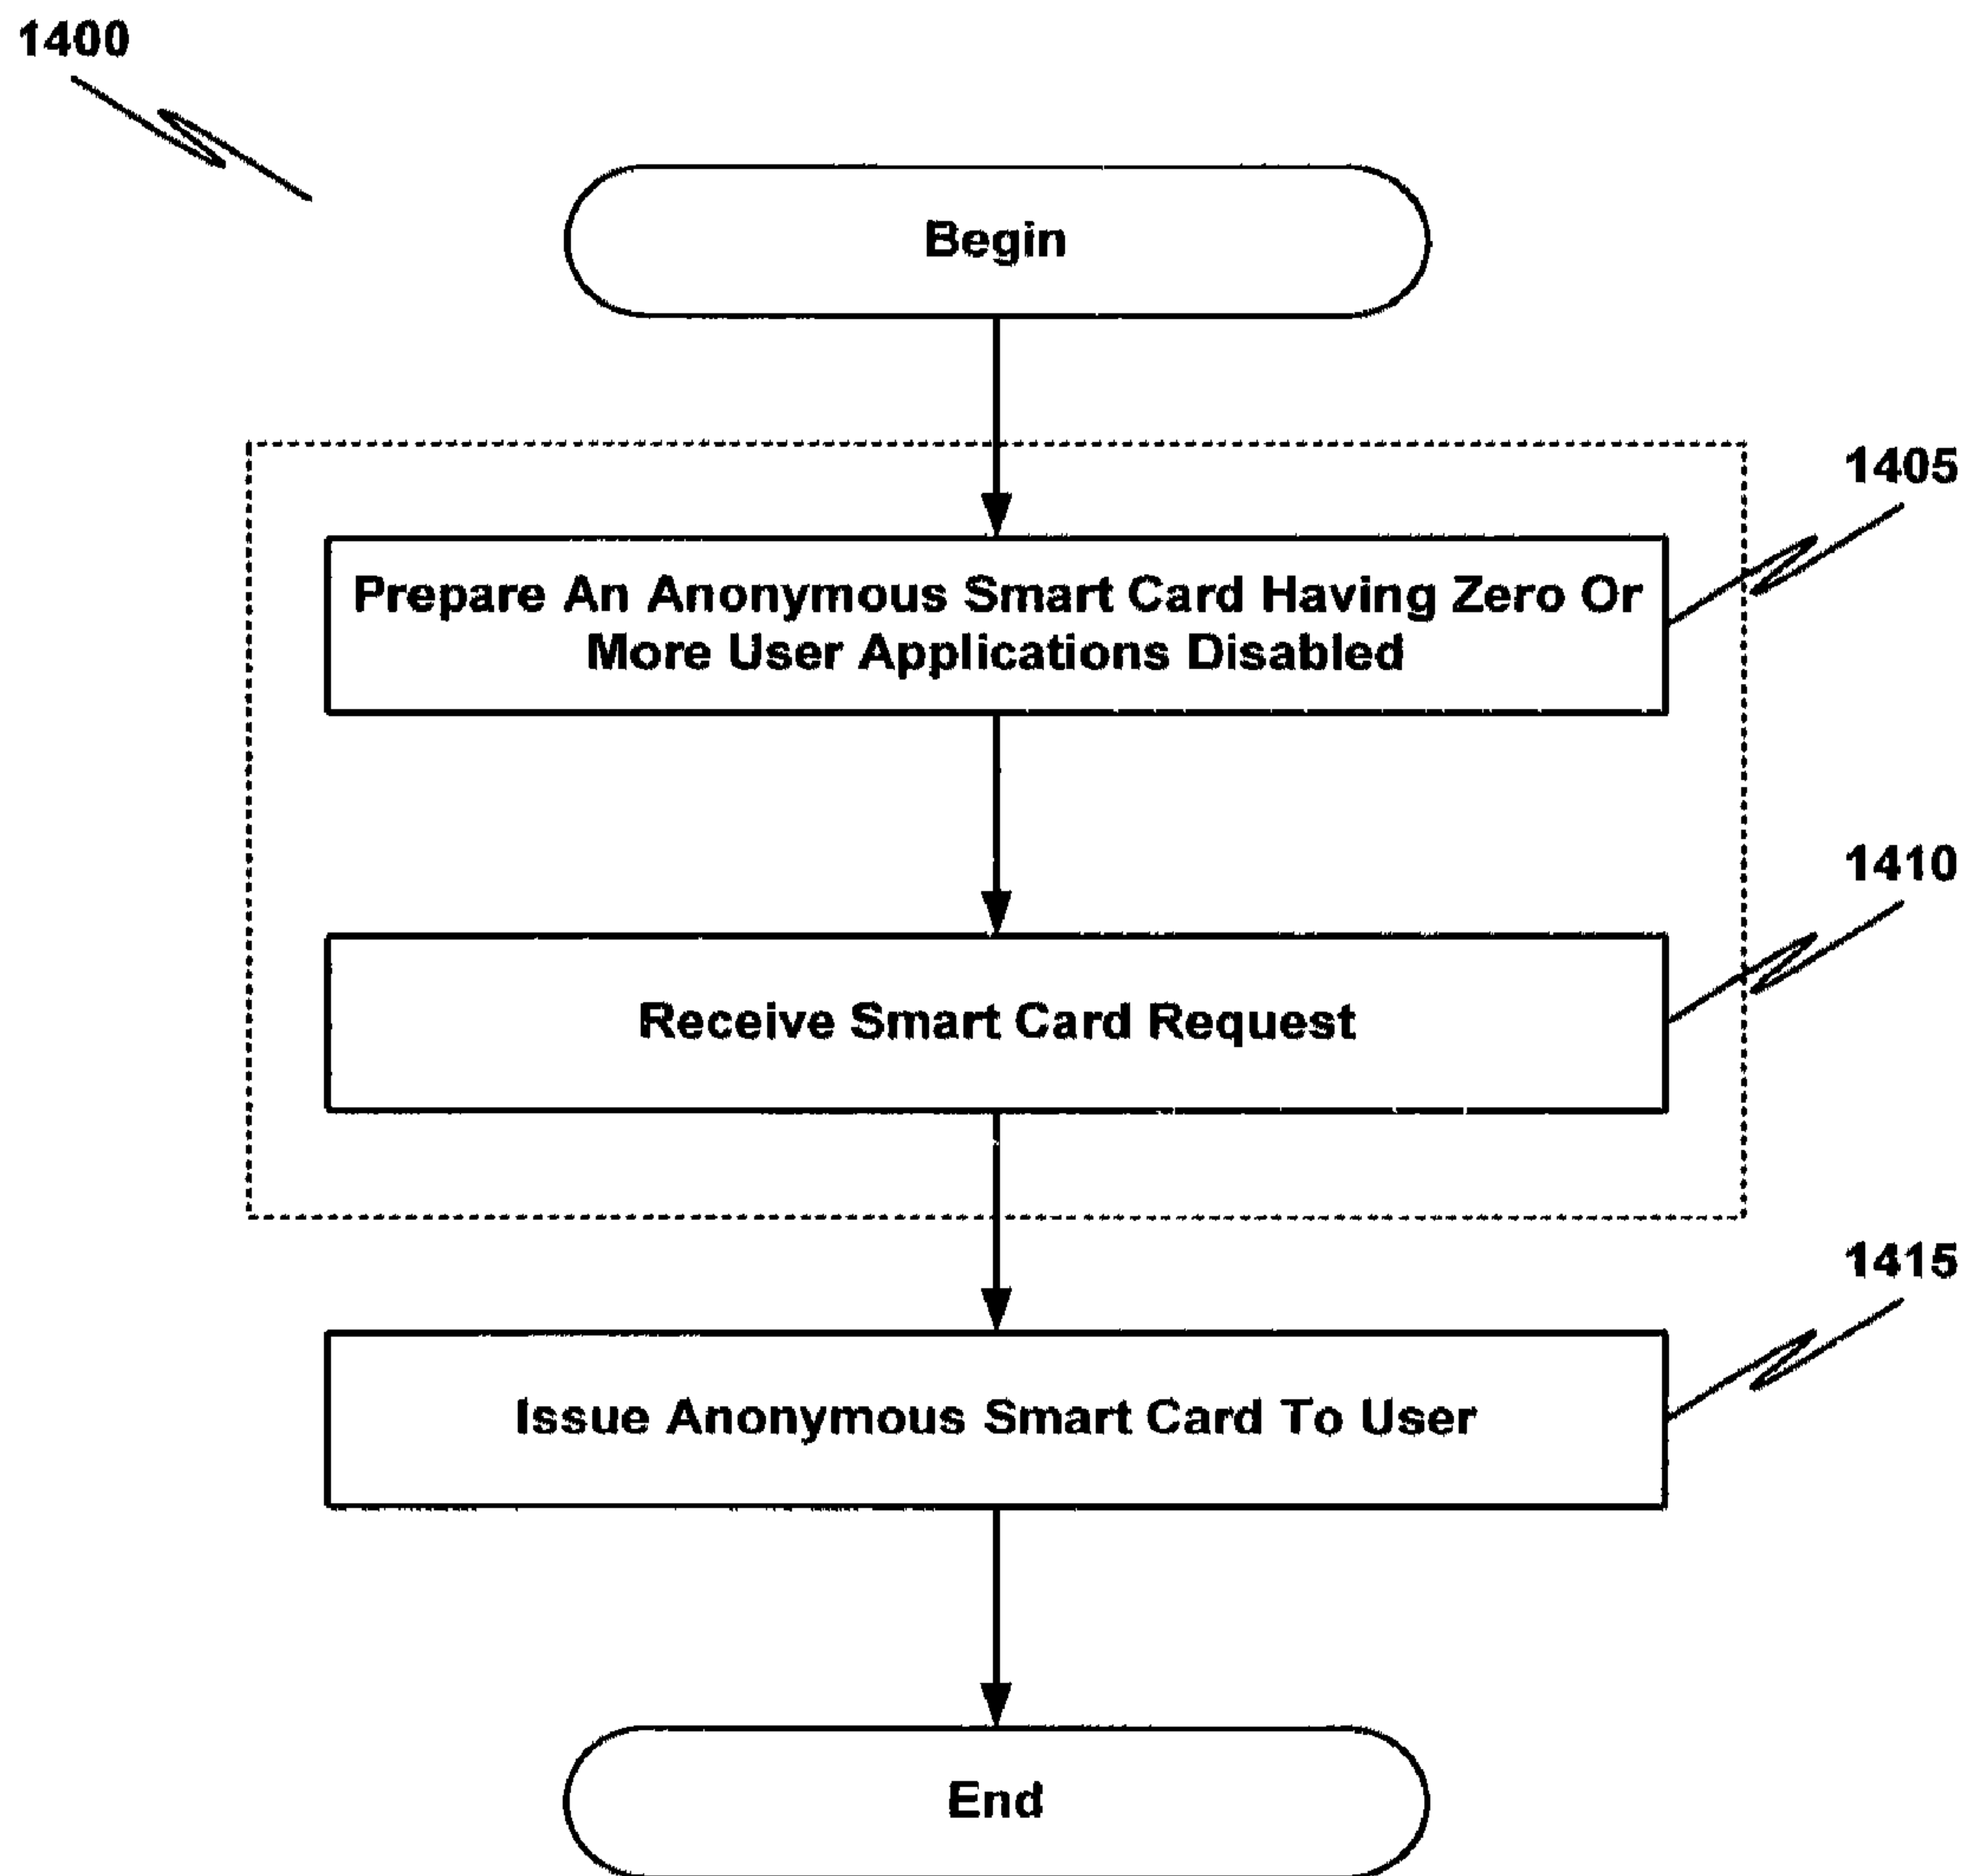 1400
Begin
1405
Prepare An Anonymous Smart Card Having Zero Or
More User Applications Disabled
1410
Receive Smart Card Request
1415
Issue Anonymous Smart Card To User
End